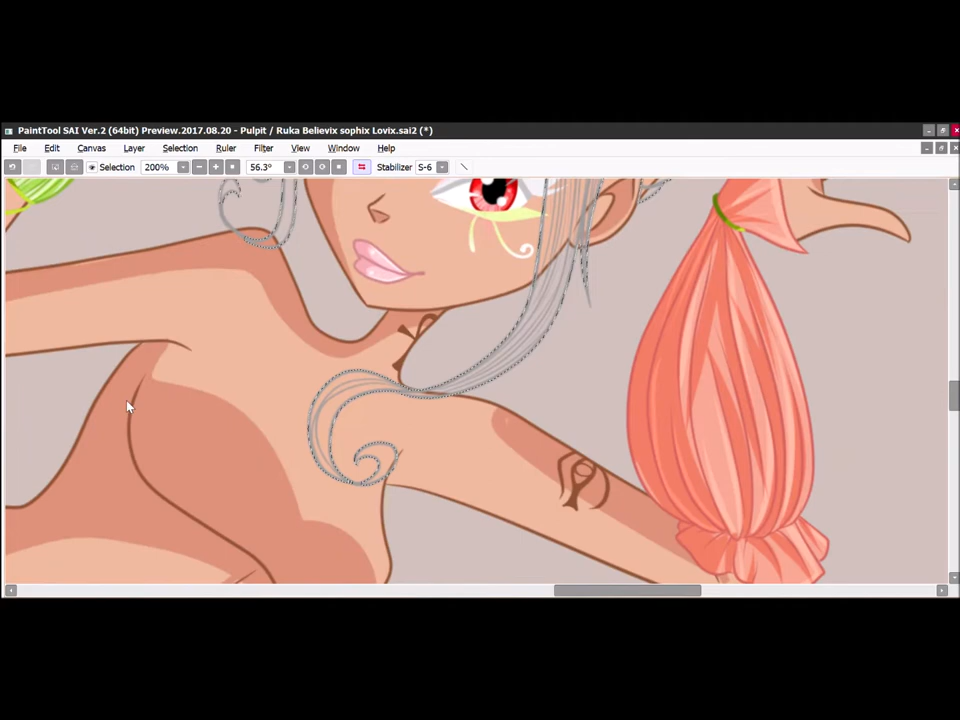 PaintTool SAI Ver.2 (64bit) Preview.2017.08.20 - Pulpit / Ruka Believix sophix Lovix.sai2 (*)
File Edit Canvas Layer Selection Ruler Filter View Window Help
Selection 200% 56.3° Stabilizer S-6